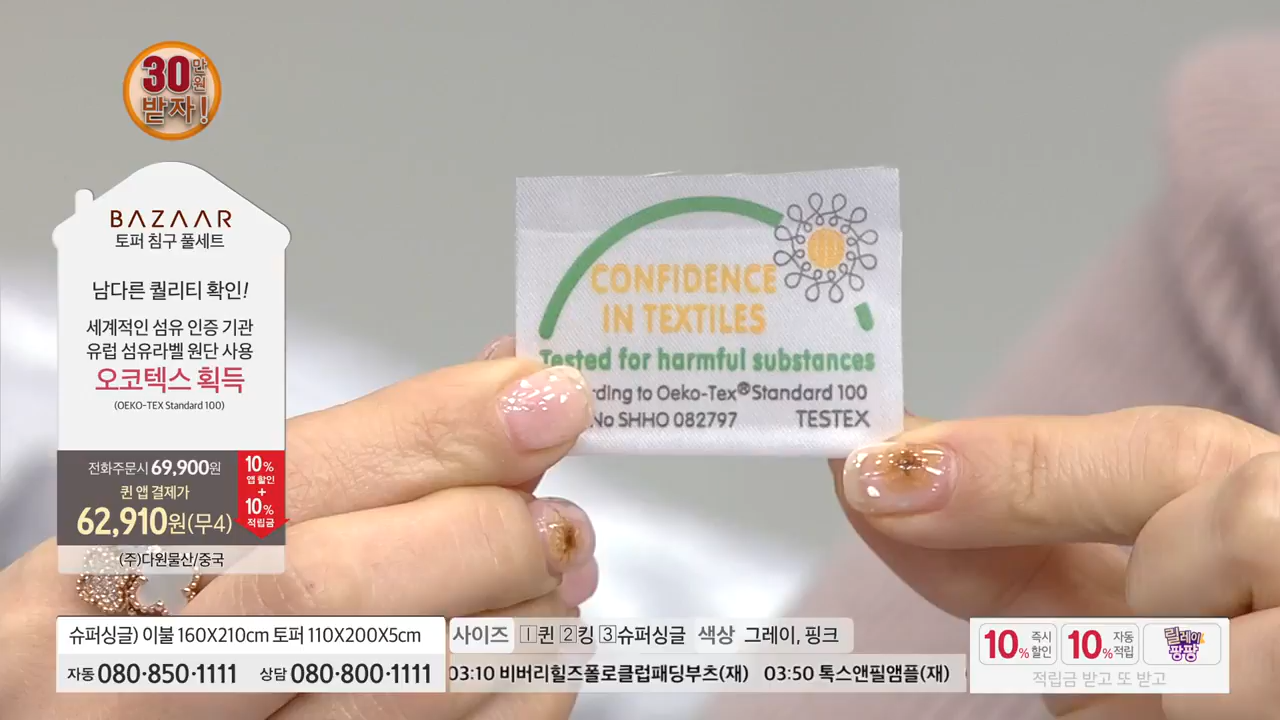 30만원
받자!
BAZAAR
토퍼 침구 풀세트
남다른 퀄리티 확인!
세계적인 섬유 인증 기관
유럽 섬유라벨 원단 사용
오코텍스 획득
(OEKO-TEX Standard 100)
전화주문시 69,900원
퀸 앱 결제가
62,910원(무4)
10%
앱 할인
+
10%
적립금
(주)다원물산/중국
CONFIDENCE
IN TEXTILES
Tested for harmful substances
rding to Oeko-Tex® Standard 100
No SHHO 082797 TESTEX
슈퍼싱글) 이불 160X210cm 토퍼 110X200X5cm
자동 080·850·1111 상담 080·800·1111
사이즈 1퀸 2킹 3슈퍼싱글 색상 그레이, 핑크
03:10 비버리힐즈폴로클럽패딩부츠(재) 03:50 톡스앤필앰플(재)
10% 즉시 할인
10% 자동 적립
릴레이 팡팡
적립금 받고 또 받고